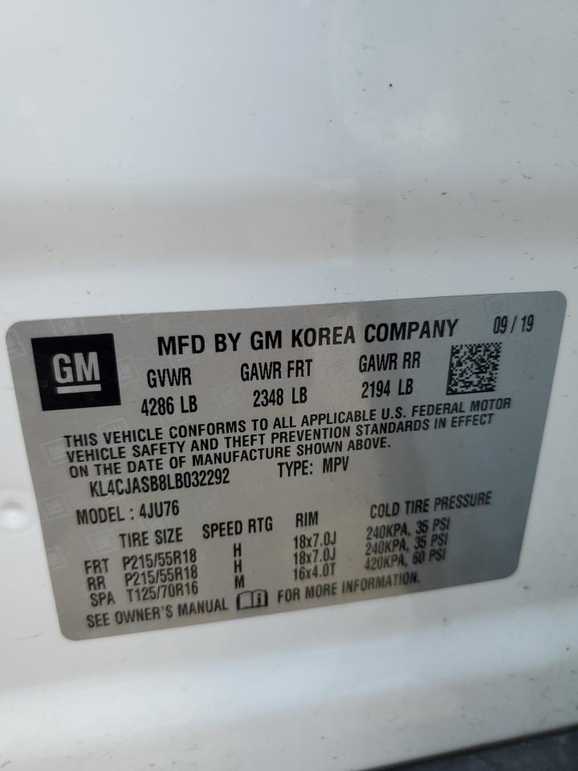 GM
MFD BY GM KOREA COMPANY 09 / 19
GVWR GAWR FRT GAWR RR
4286 LB 2348 LB 2194 LB
THIS VEHICLE CONFORMS TO ALL APPLICABLE U.S. FEDERAL MOTOR
VEHICLE SAFETY AND THEFT PREVENTION STANDARDS IN EFFECT
ON THE DATE OF MANUFACTURE SHOWN ABOVE.
KL4CJASB8LB032292 TYPE: MPV
MODEL : 4JU76
TIRE SIZE SPEED RTG RIM COLD TIRE PRESSURE
FRT P215/55R18 H 18x7.0J 240KPA, 35 PSI
RR P215/55R18 H 18x7.0J 240KPA, 35 PSI
SPA T125/70R16 M 16x4.0T 420KPA, 60 PSI
SEE OWNER'S MANUAL FOR MORE INFORMATION.